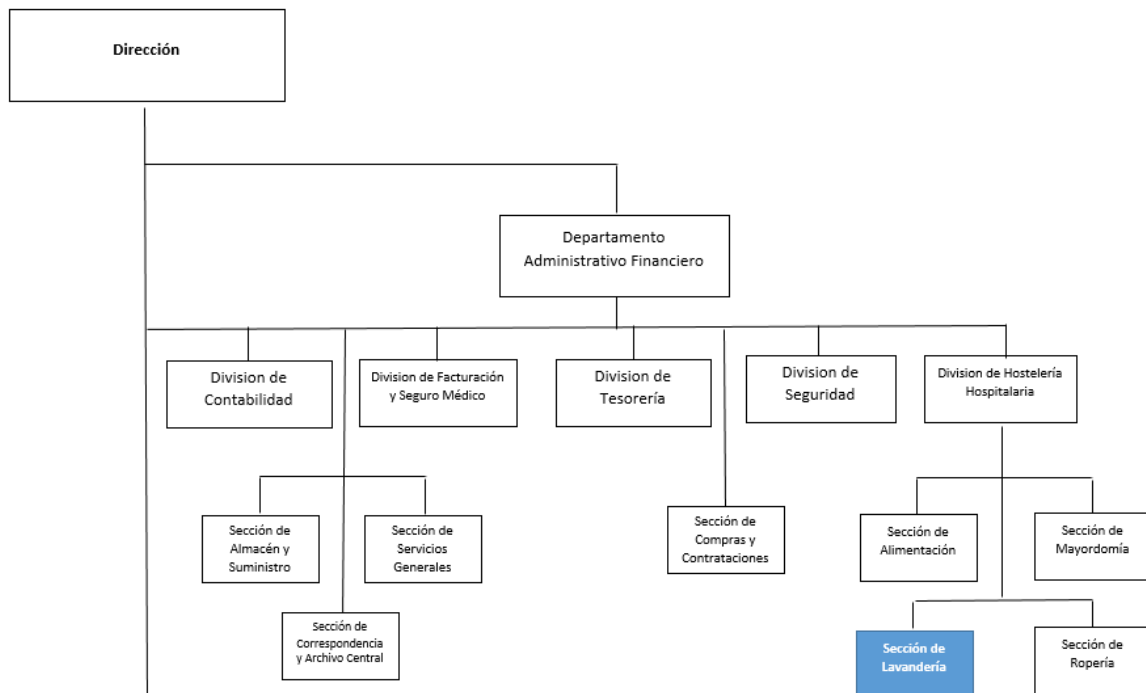 Dirección
Departamento
Administrativo Financiero
Division de
Contabilidad
Division de Facturación
y Seguro Médico
Division de
Tesorería
Division de
Seguridad
Division de Hostelería
Hospitalaria
Sección de
Almacén y
Suministro
Sección de
Servicios
Generales
Sección de
Compras y
Contrataciones
Sección de
Alimentación
Sección de
Mayordomía
Sección de
Correspondencia
y Archivo Central
Sección de
Lavandería
Sección de
Ropería